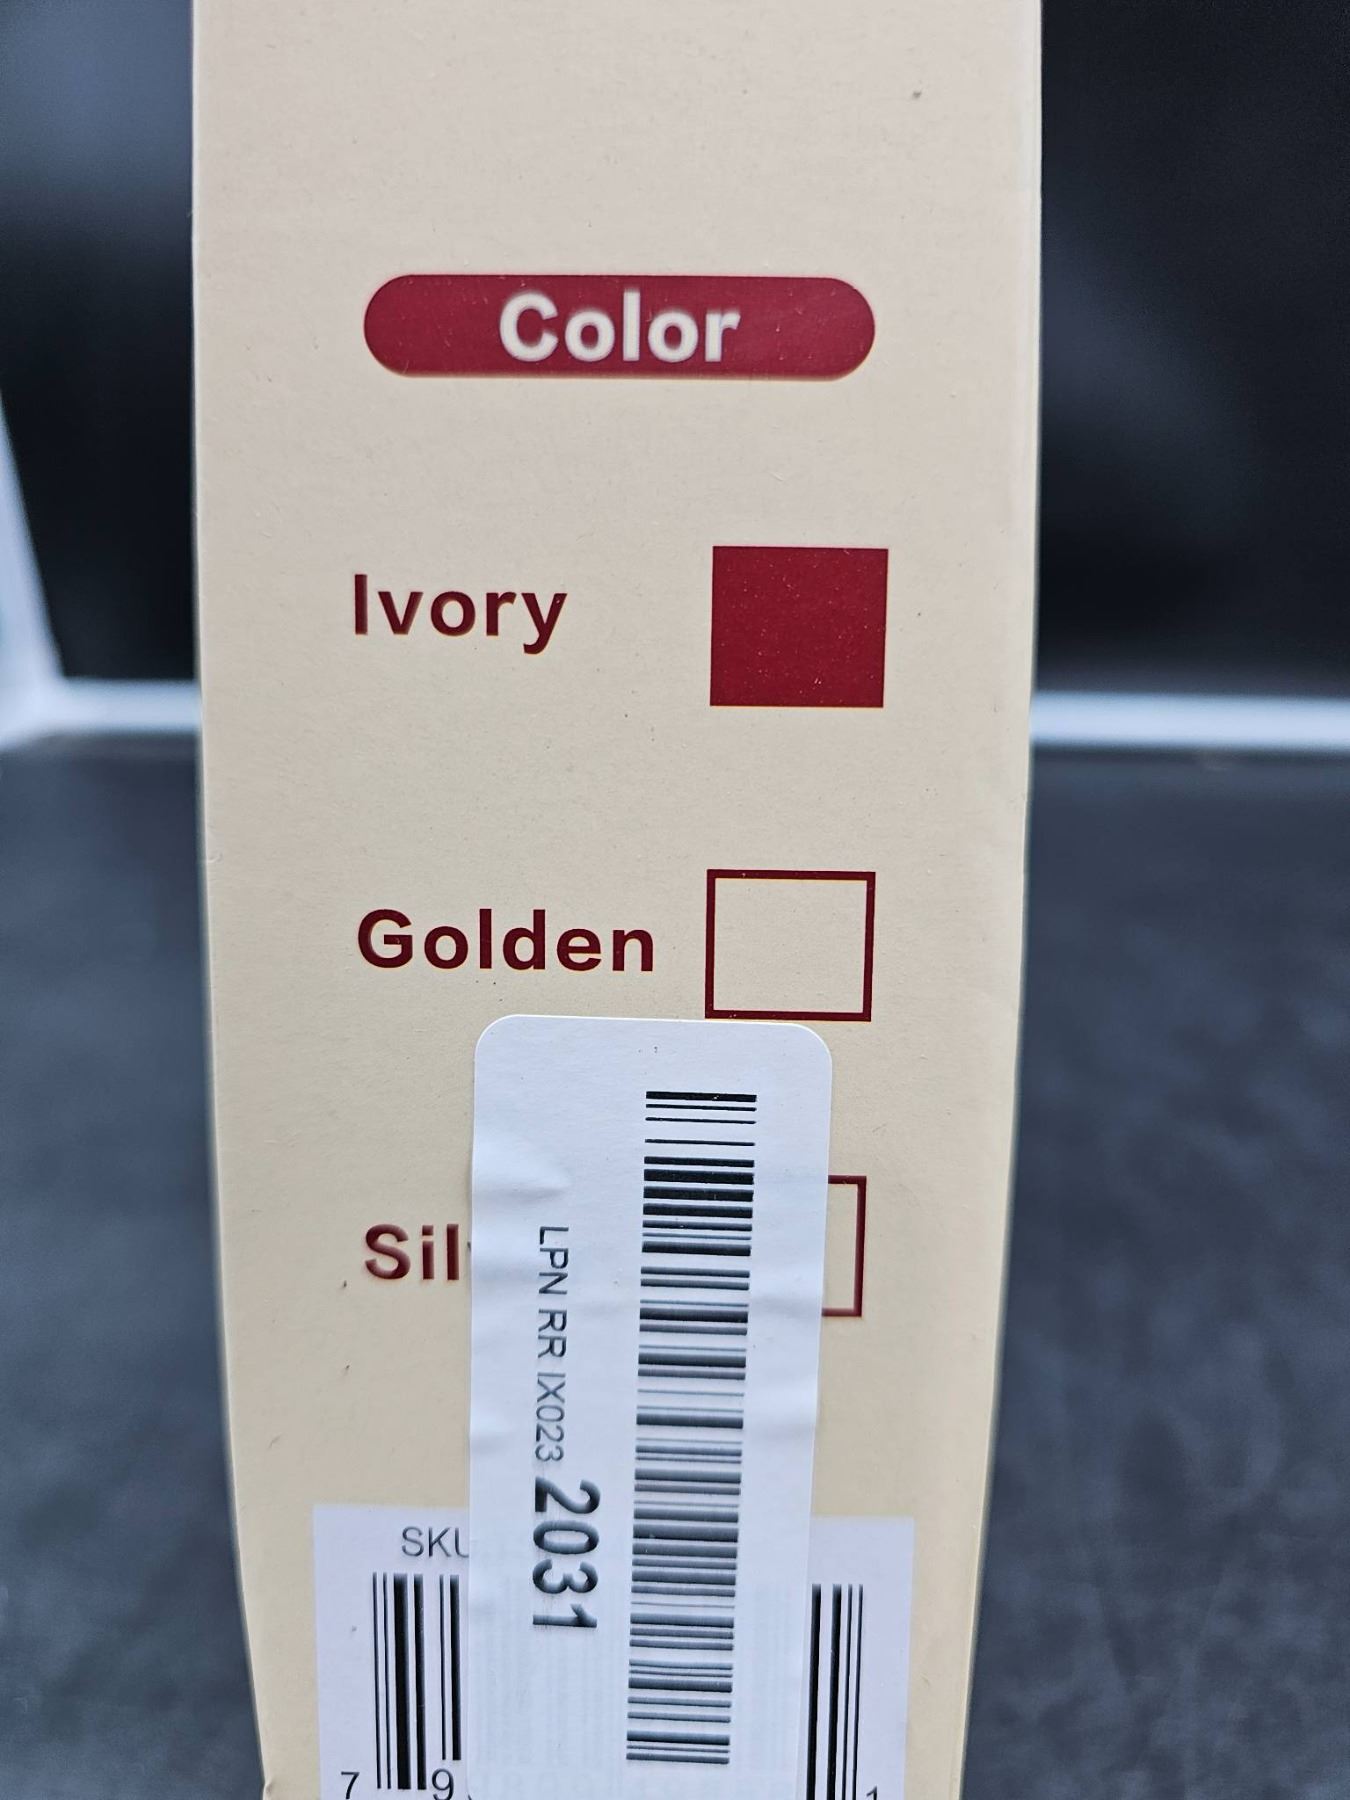 Color
Ivory
Golden
Sil
LPN RR IX023 2031
SKU
7 9 1